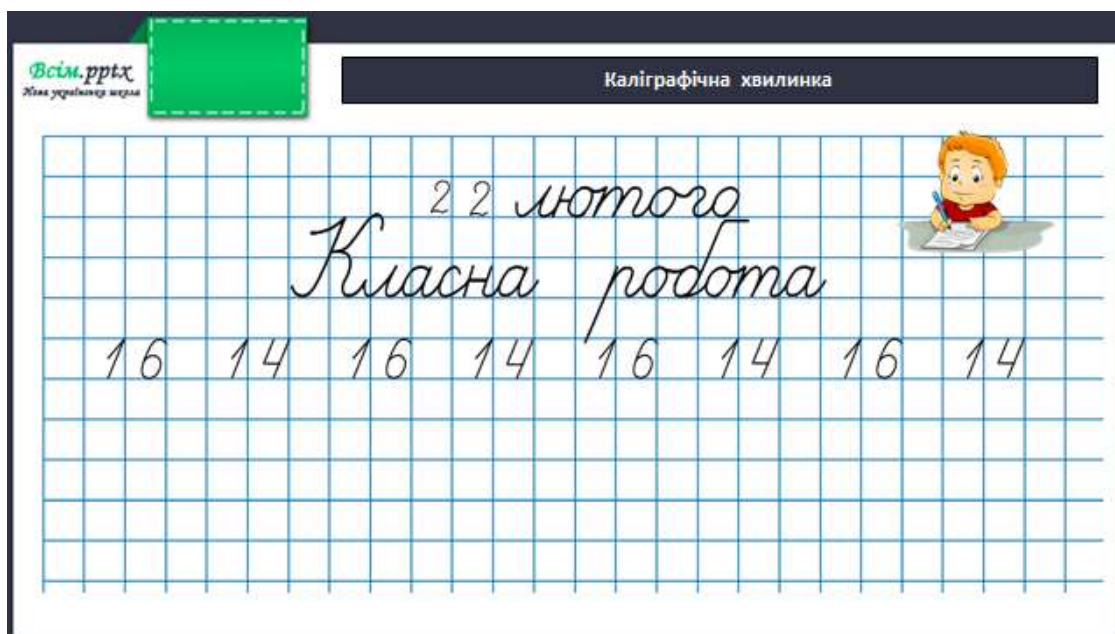 Всім.pptx
Нова українська школа
Каліграфічна хвилинка
22 лютого
Класна робота
16 14 16 14 16 14 16 14